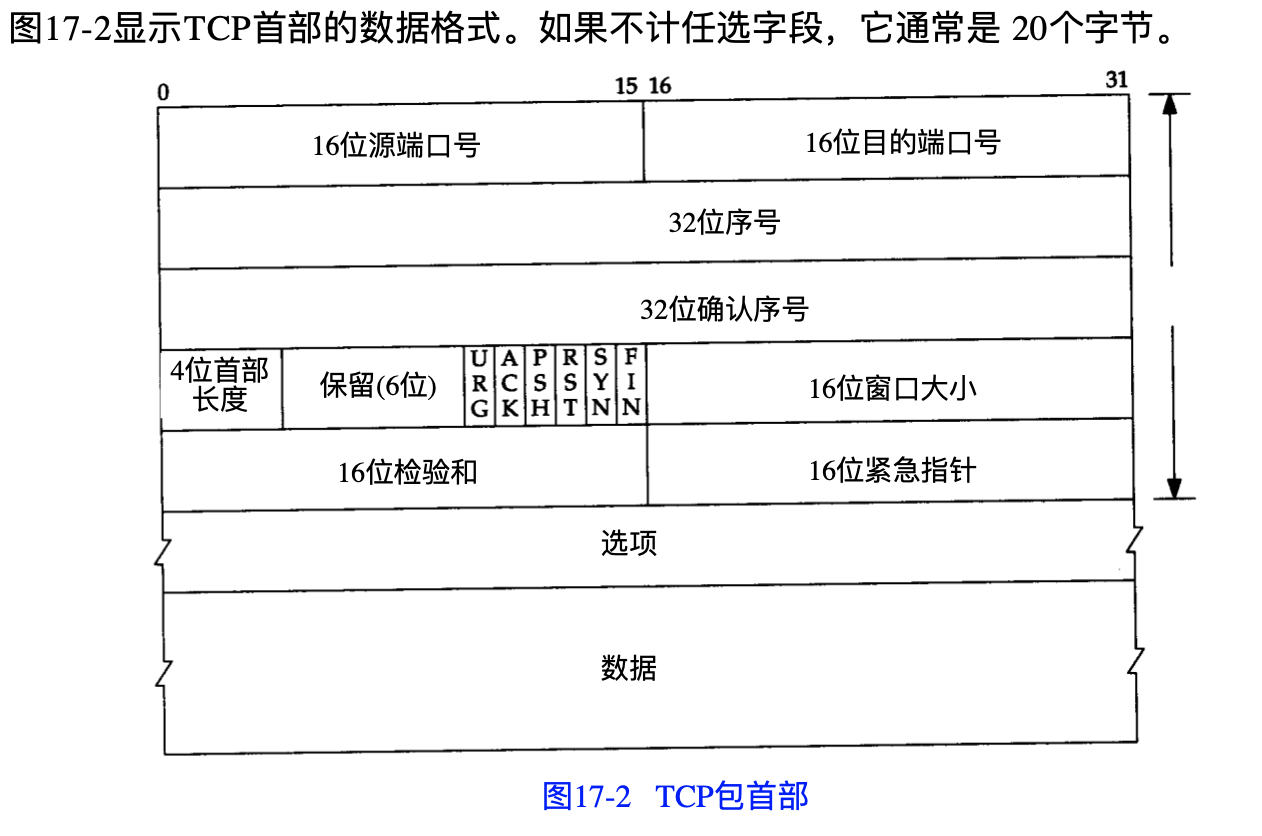 图17-2显示TCP首部的数据格式。如果不计任选字段，它通常是 20个字节。
0 15 16 31
16位源端口号 16位目的端口号
32位序号
32位确认序号
4位首部长度 保留(6位) URG ACK PSH RST SYN FIN 16位窗口大小
16位检验和 16位紧急指针
选项
数据
图17-2 TCP包首部